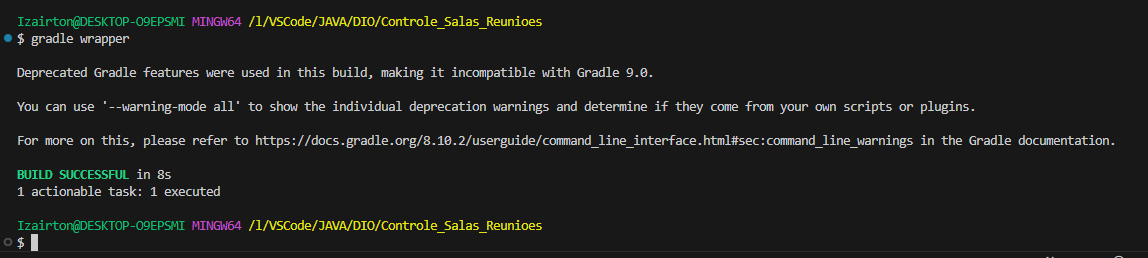 Izairton@DESKTOP-O9EPSMI MINGW64 /l/VSCode/JAVA/DIO/Controle_Salas_Reunioes
$ gradle wrapper
Deprecated Gradle features were used in this build, making it incompatible with Gradle 9.0.
You can use '--warning-mode all' to show the individual deprecation warnings and determine if they come from your own scripts or plugins.
For more on this, please refer to https://docs.gradle.org/8.10.2/userguide/command_line_interface.html#sec:command_line_warnings in the Gradle documentation.
BUILD SUCCESSFUL in 8s
1 actionable task: 1 executed
Izairton@DESKTOP-O9EPSMI MINGW64 /l/VSCode/JAVA/DIO/Controle_Salas_Reunioes
$